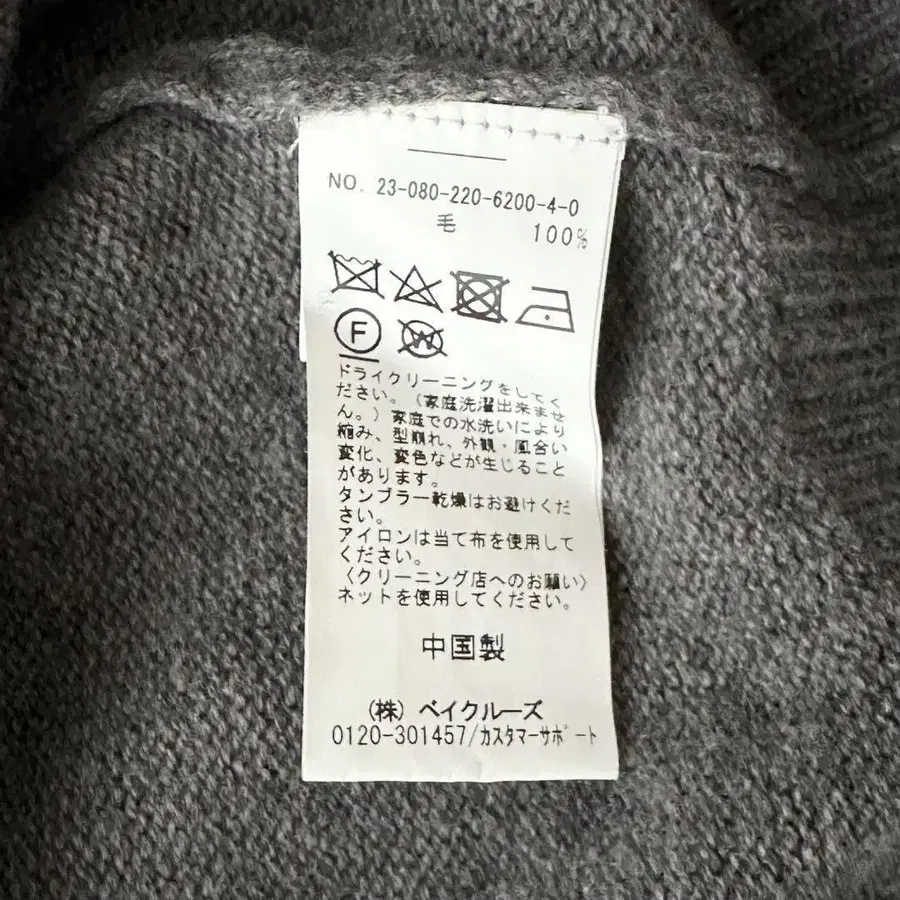 NO. 23-080-220-6200-4-0
毛 100%
F W
ドライクリーニングをしてく
ださい。（家庭洗濯出来ませ
ん。）家庭での水洗いにより
縮み、型崩れ、外観・風合い
変化、変色などが生じること
があります。
タンブラー乾燥はお避けくだ
さい。
アイロンは当て布を使用して
ください。
〈クリーニング店へのお願い〉
ネットを使用してください。
中国製
（株）ベイクルーズ
0120-301457/カスタマーサポート